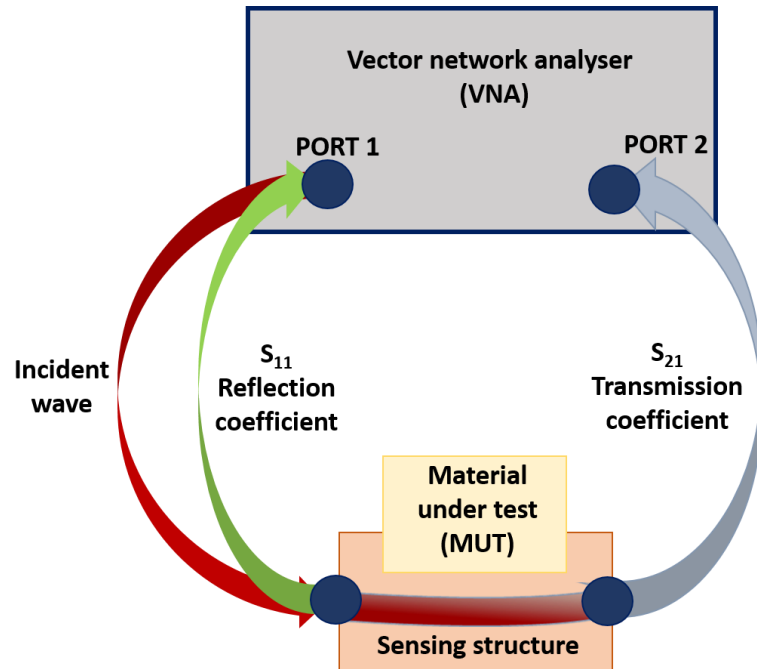 Vector network analyser
(VNA)
PORT 1
PORT 2
Incident
wave
S₁₁
Reflection
coefficient
S₂₁
Transmission
coefficient
Material
under test
(MUT)
Sensing structure